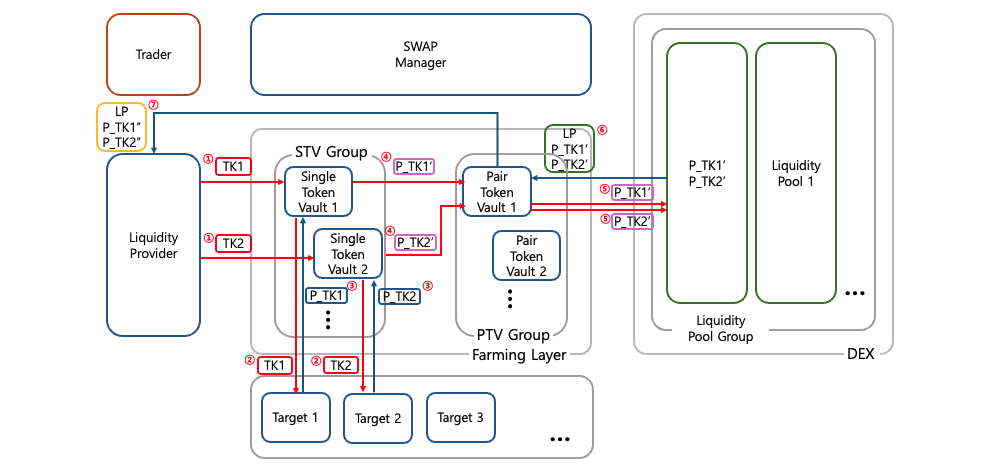 Trader
SWAP
Manager
LP
P_TK1″
P_TK2″
⑦
LP
P_TK1′
P_TK2′
⑥
STV Group
① TK1
① TK2
Liquidity
Provider
Single
Token
Vault 1
Single
Token
Vault 2
④
P_TK1′
④
P_TK2′
Pair
Token
Vault 1
Pair
Token
Vault 2
⑤ P_TK1′
⑤ P_TK2′
P_TK1′
P_TK2′
Liquidity
Pool 1
P_TK1 ③
P_TK2 ③
PTV Group
Farming Layer
Liquidity
Pool Group
DEX
② TK1
② TK2
Target 1
Target 2
Target 3